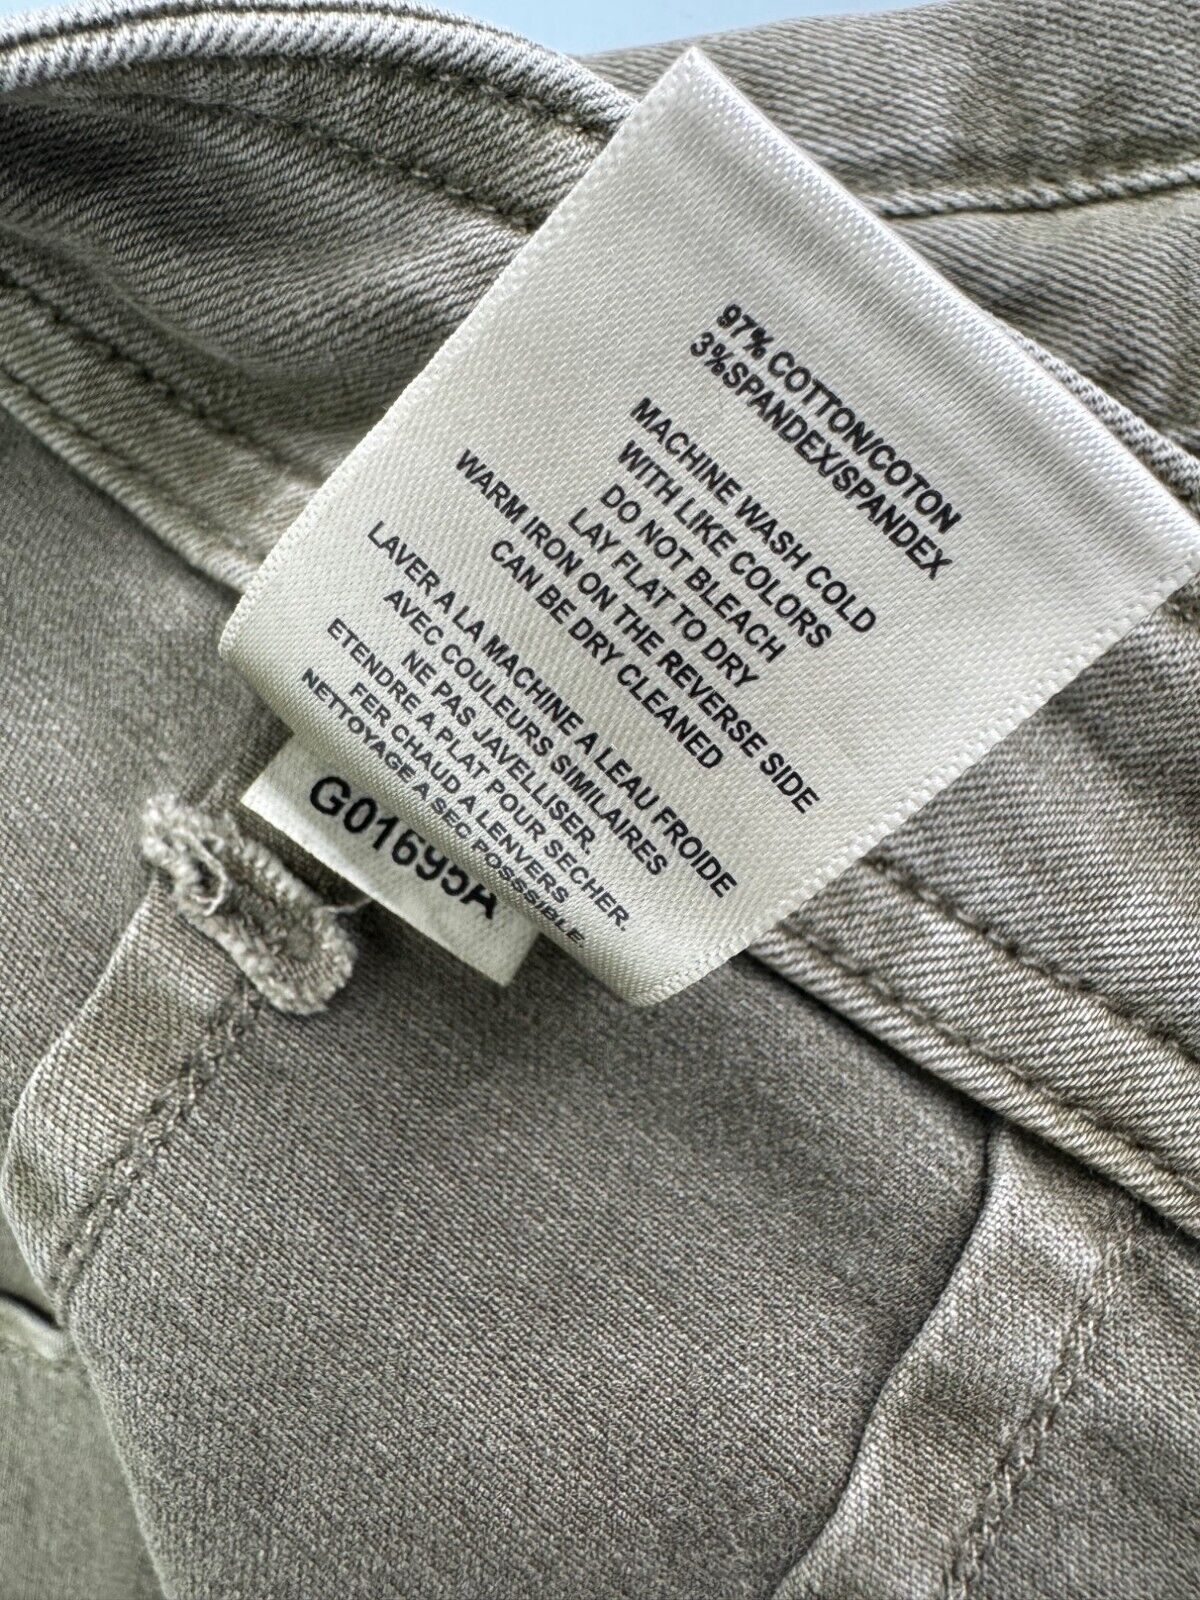 97% COTTON/COTON
3%SPANDEX/SPANDEX
MACHINE WASH COLD
WITH LIKE COLORS
DO NOT BLEACH
LAY FLAT TO DRY
WARM IRON ON THE REVERSE SIDE
CAN BE DRY CLEANED
LAVER A LA MACHINE A LEAU FROIDE
AVEC COULEURS SIMILAIRES
NE PAS JAVELLISER.
ETENDRE A PLAT POUR SECHER.
FER CHAUD A LENVERS
NETTOYAGE A SEC POSSSIBLE
G01695A